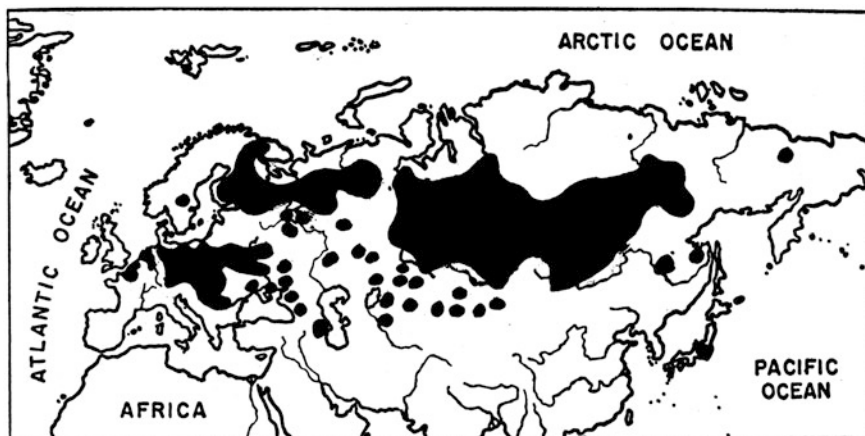 ARCTIC OCEAN
ATLANTIC OCEAN
AFRICA
PACIFIC
OCEAN